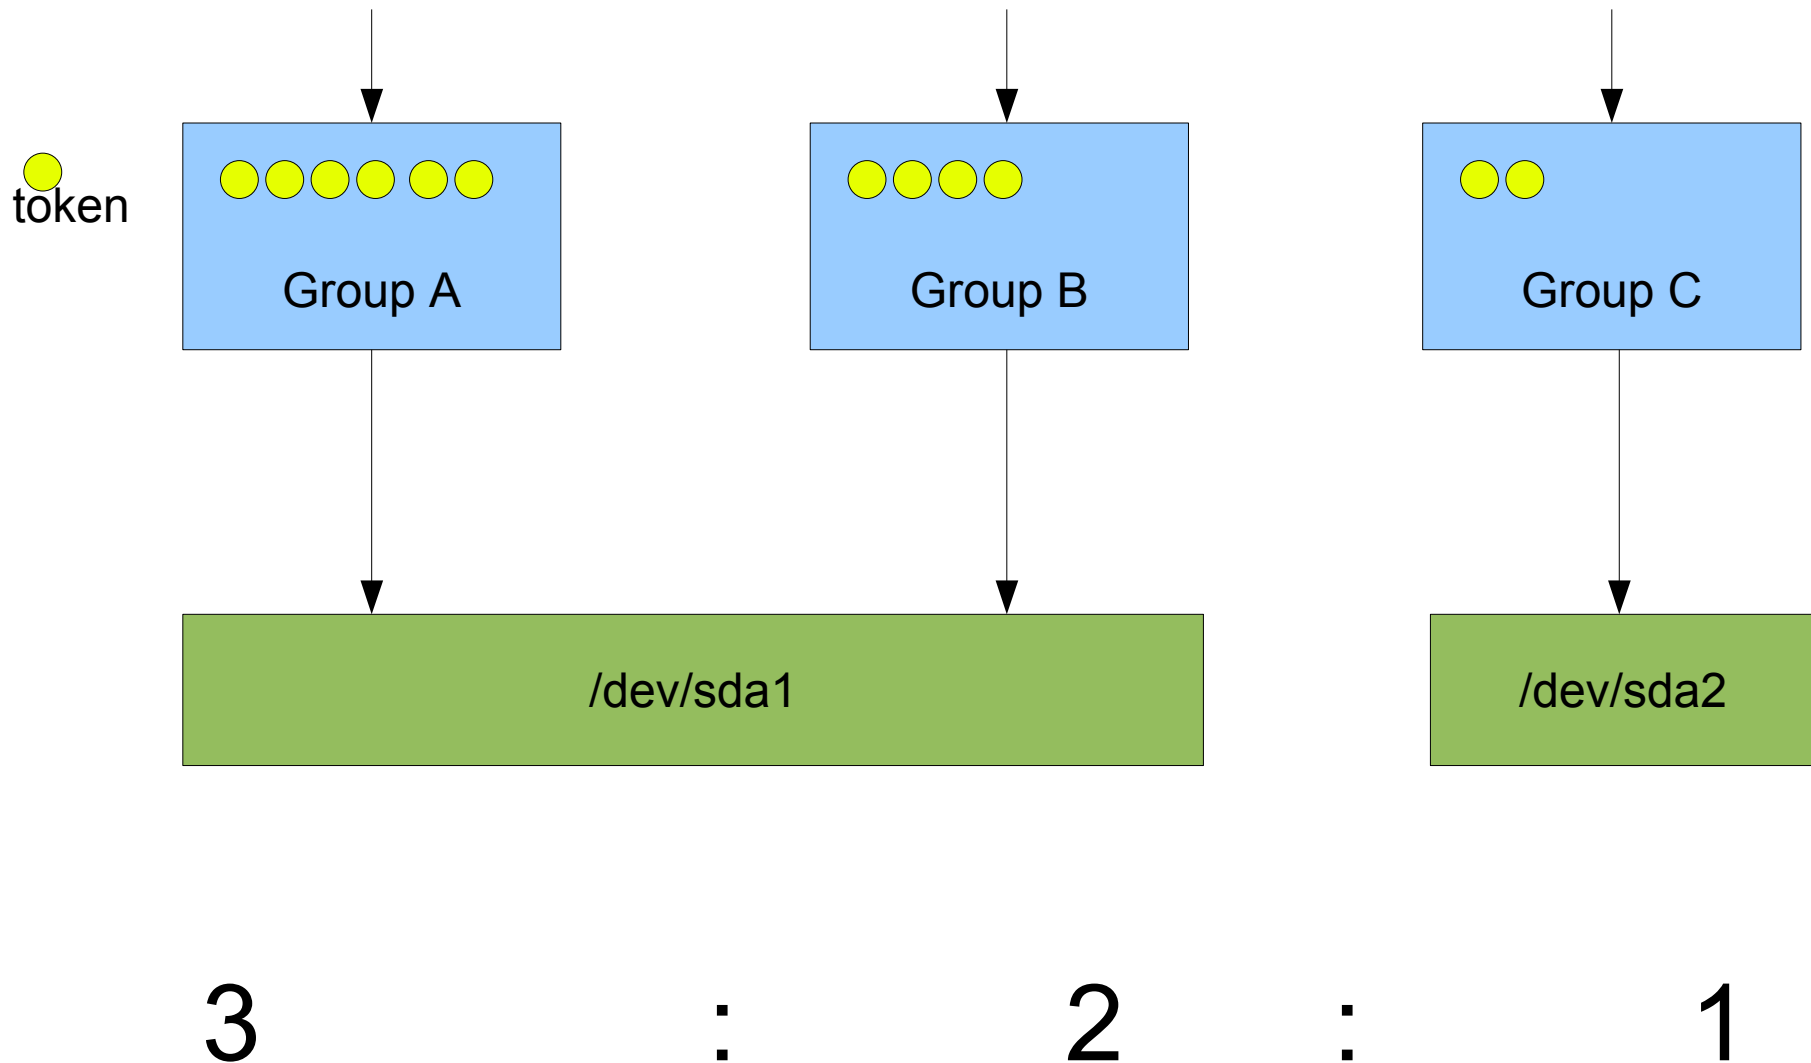 token
Group A
Group B
Group C
/dev/sda1
/dev/sda2
3 : 2 : 1